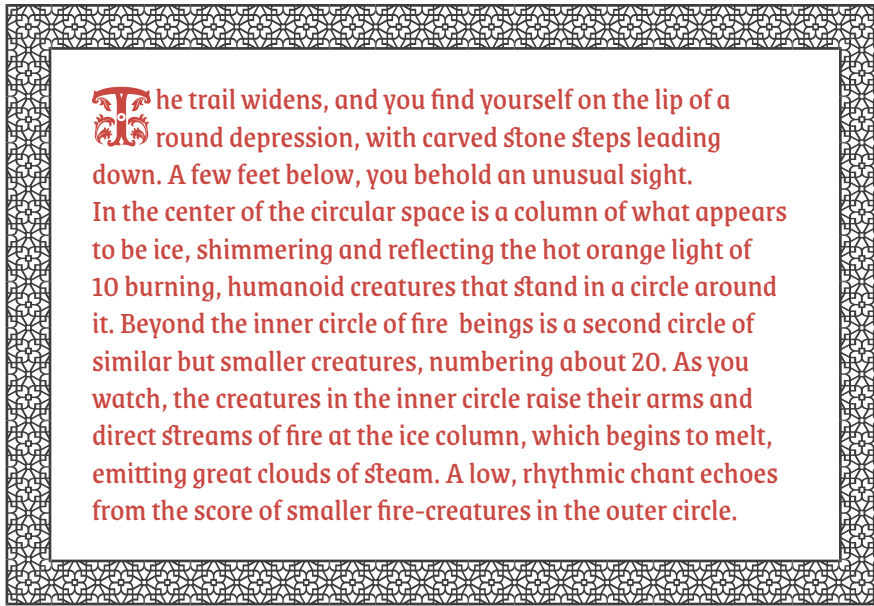 The trail widens, and you find yourself on the lip of a
round depression, with carved stone steps leading
down. A few feet below, you behold an unusual sight.
In the center of the circular space is a column of what appears
to be ice, shimmering and reflecting the hot orange light of
10 burning, humanoid creatures that stand in a circle around
it. Beyond the inner circle of fire  beings is a second circle of
similar but smaller creatures, numbering about 20. As you
watch, the creatures in the inner circle raise their arms and
direct streams of fire at the ice column, which begins to melt,
emitting great clouds of steam. A low, rhythmic chant echoes
from the score of smaller fire-creatures in the outer circle.